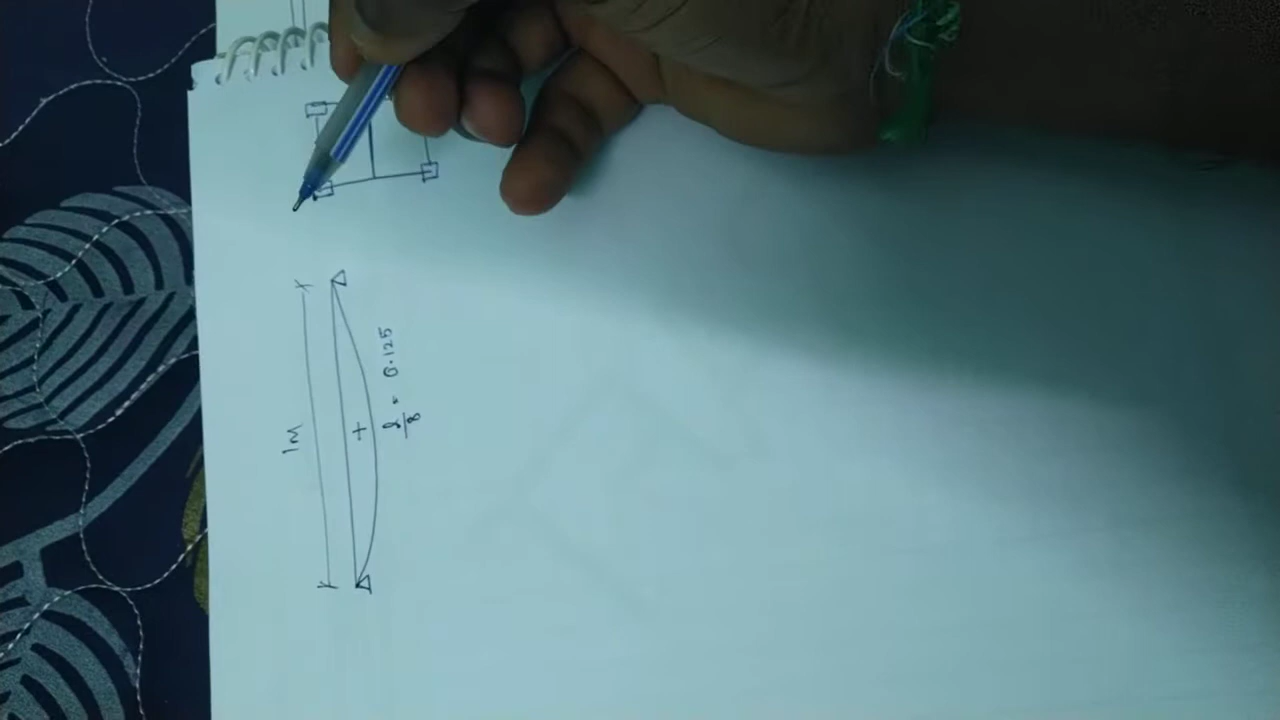 1M
+
l/8 = 0.125